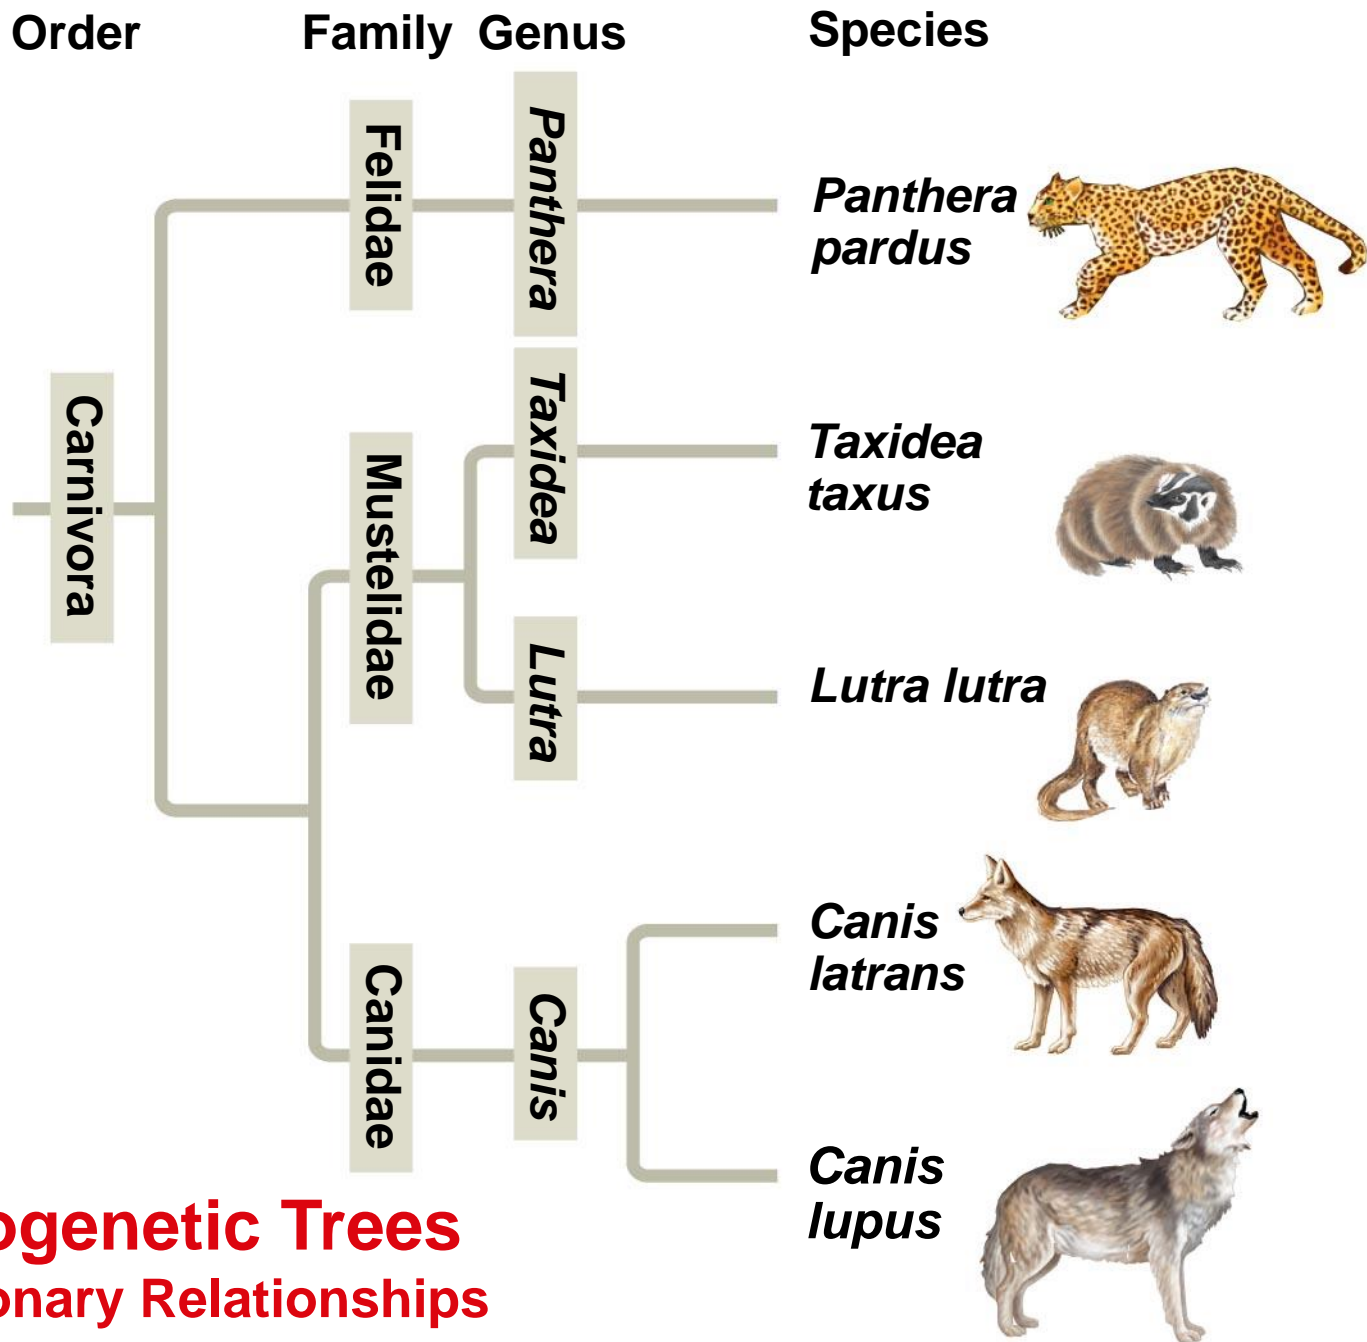 Order Family Genus Species
Felidae
Panthera
Panthera
pardus
Carnivora
Mustelidae
Taxidea
Taxidea
taxus
Lutra
Lutra lutra
Canidae
Canis
Canis
latrans
Canis
lupus
ogenetic Trees
onary Relationships